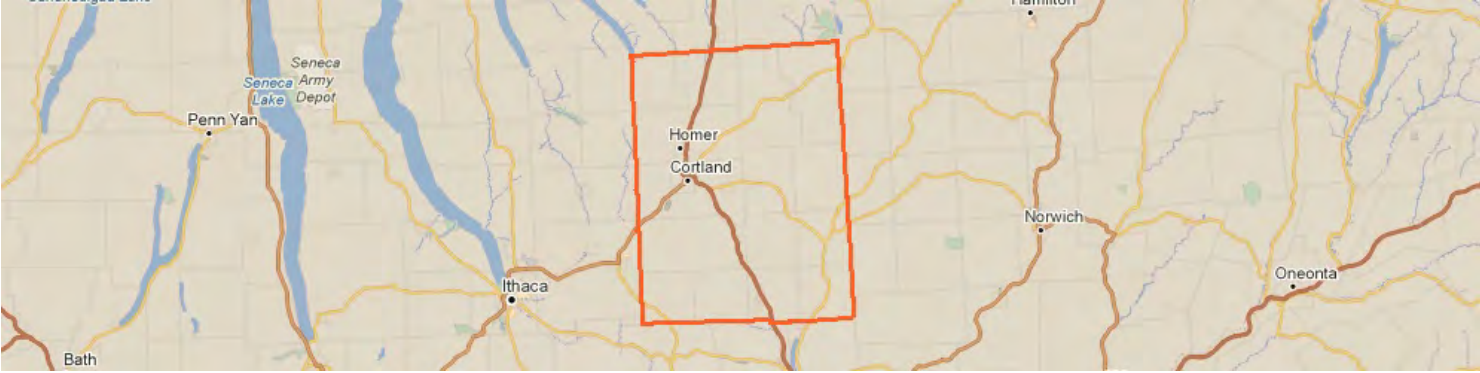 Hamilton
Seneca
Army
Depot
Seneca
Lake
Penn Yan
Homer
Cortland
Norwich
Ithaca
Oneonta
Bath